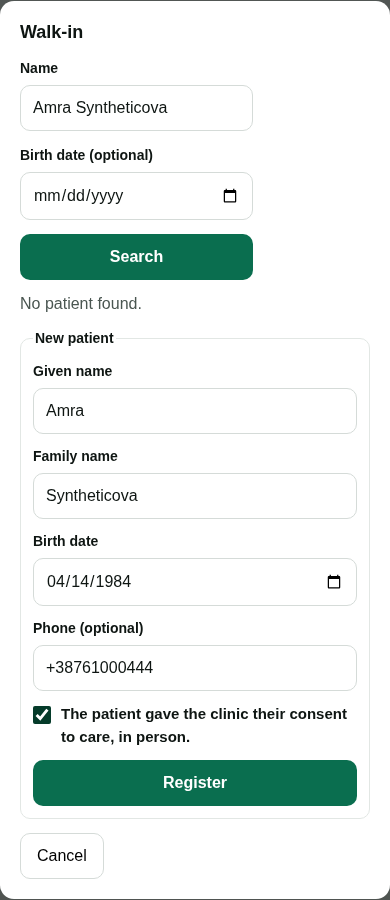 Walk-in
Name
Amra Syntheticova
Birth date (optional)
mm/dd/yyyy
Search
No patient found.
New patient
Given name
Amra
Family name
Syntheticova
Birth date
04/14/1984
Phone (optional)
+38761000444
The patient gave the clinic their consent
to care, in person.
Register
Cancel